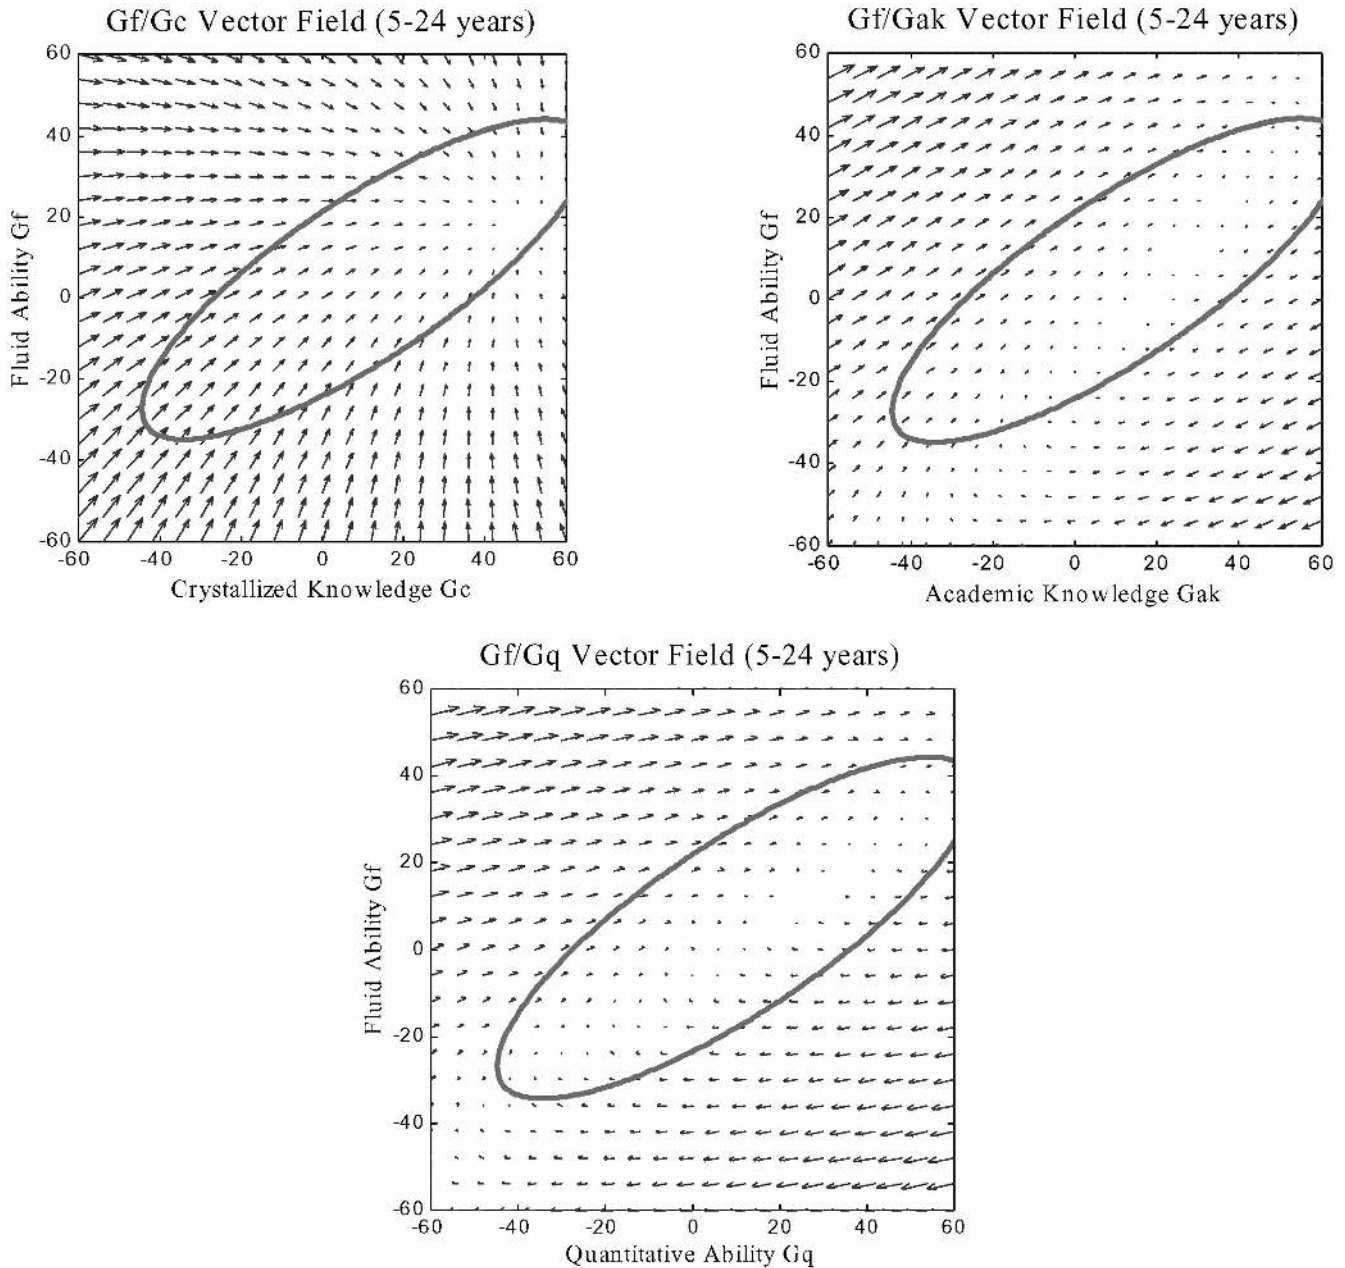 Gf/Gc Vector Field (5-24 years)
60
40
20
0
-20
-40
-60
Fluid Ability Gf
-60 -40 -20 0 20 40 60
Crystallized Knowledge Gc
Gf/Gak Vector Field (5-24 years)
60
40
20
0
-20
-40
-60
Fluid Ability Gf
-60 -40 -20 0 20 40 60
Academic Knowledge Gak
Gf/Gq Vector Field (5-24 years)
60
40
20
0
-20
-40
-60
Fluid Ability Gf
-60 -40 -20 0 20 40 60
Quantitative Ability Gq